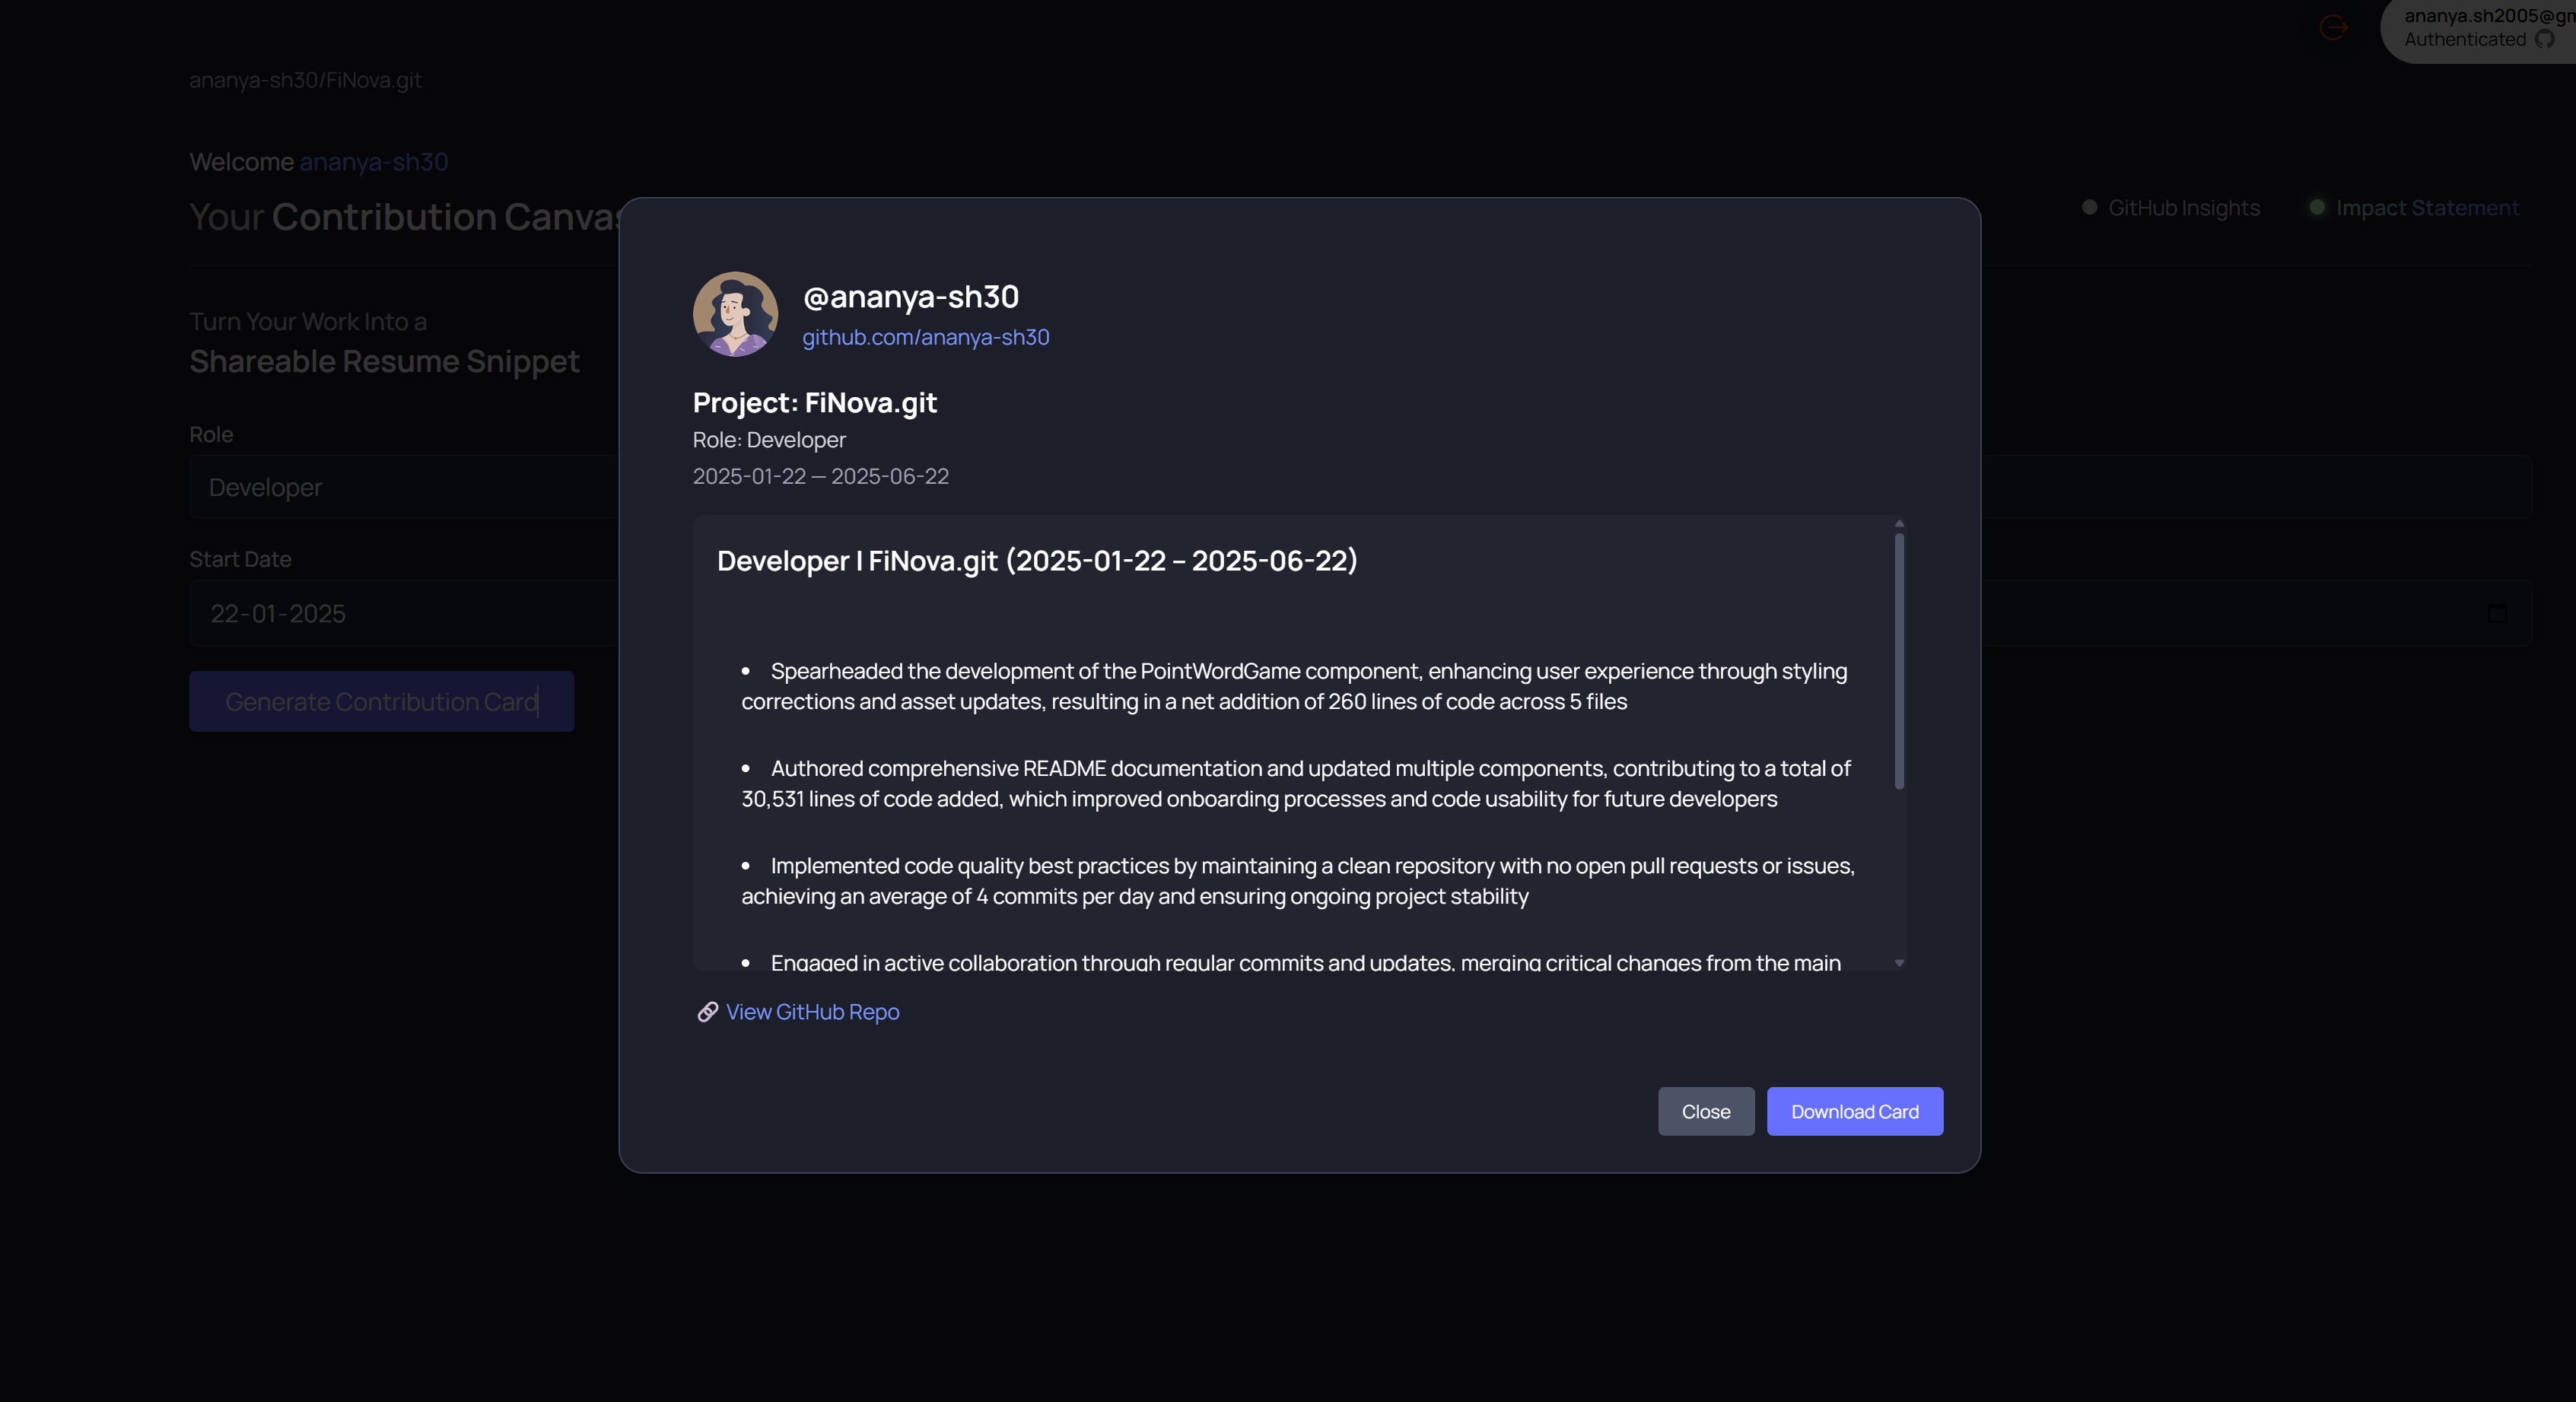 ananya.sh2005@gm
Authenticated
ananya-sh30/FiNova.git
Welcome ananya-sh30
Your Contribution Canvas
GitHub Insights
Impact Statement
Turn Your Work Into a
Shareable Resume Snippet
Role
Developer
Start Date
22-01-2025
Generate Contribution Card
@ananya-sh30
github.com/ananya-sh30
Project: FiNova.git
Role: Developer
2025-01-22 — 2025-06-22
Developer | FiNova.git (2025-01-22 – 2025-06-22)
• Spearheaded the development of the PointWordGame component, enhancing user experience through styling
corrections and asset updates, resulting in a net addition of 260 lines of code across 5 files
• Authored comprehensive README documentation and updated multiple components, contributing to a total of
30,531 lines of code added, which improved onboarding processes and code usability for future developers
• Implemented code quality best practices by maintaining a clean repository with no open pull requests or issues,
achieving an average of 4 commits per day and ensuring ongoing project stability
• Engaged in active collaboration through regular commits and updates, merging critical changes from the main
View GitHub Repo
Close
Download Card